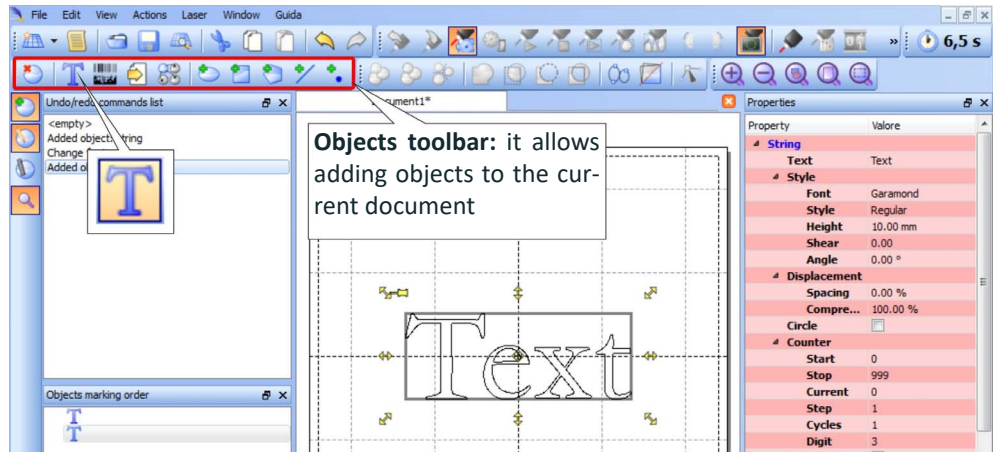 File Edit View Actions Laser Window Guida
» 6,5 s
Undo/redo commands list
<empty>
Added object
ring
Change
Added o
T
ument1*
Objects toolbar: it allows
adding objects to the cur-
rent document
Text
Objects marking order
T
T
Properties
Property Valore
String
Text Text
Style
Font Garamond
Style Regular
Height 10.00 mm
Shear 0.00
Angle 0.00 °
Displacement
Spacing 0.00 %
Compre... 100.00 %
Circle
Counter
Start 0
Stop 999
Current 0
Step 1
Cycles 1
Digit 3